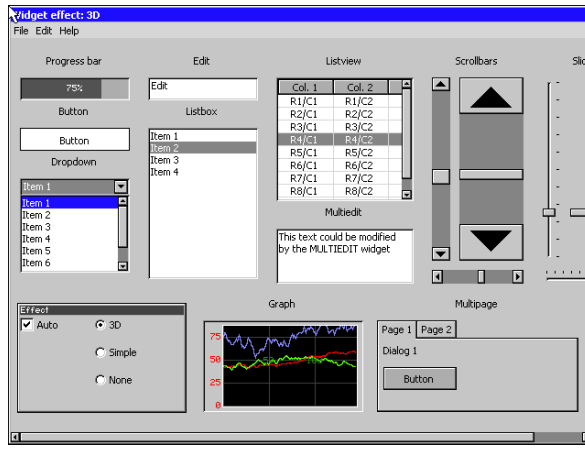 Widget effect: 3D
File Edit Help
Progress bar
75%
Button
Button
Dropdown
Item 1
Item 1
Item 2
Item 3
Item 4
Item 5
Item 6
Edit
Edit
Listbox
Item 1
Item 2
Item 3
Item 4
Listview
Col. 1 Col. 2
R1/C1 R1/C2
R2/C1 R2/C2
R3/C1 R3/C2
R4/C1 R4/C2
R5/C1 R5/C2
R6/C1 R6/C2
R7/C1 R7/C2
R8/C1 R8/C2
Multiedit
This text could be modified
by the MULTIEDIT widget
Scrollbars
Slid
Effect
Auto
3D
Simple
None
Graph
75
50
25
0
Multipage
Page 1 Page 2
Dialog 1
Button